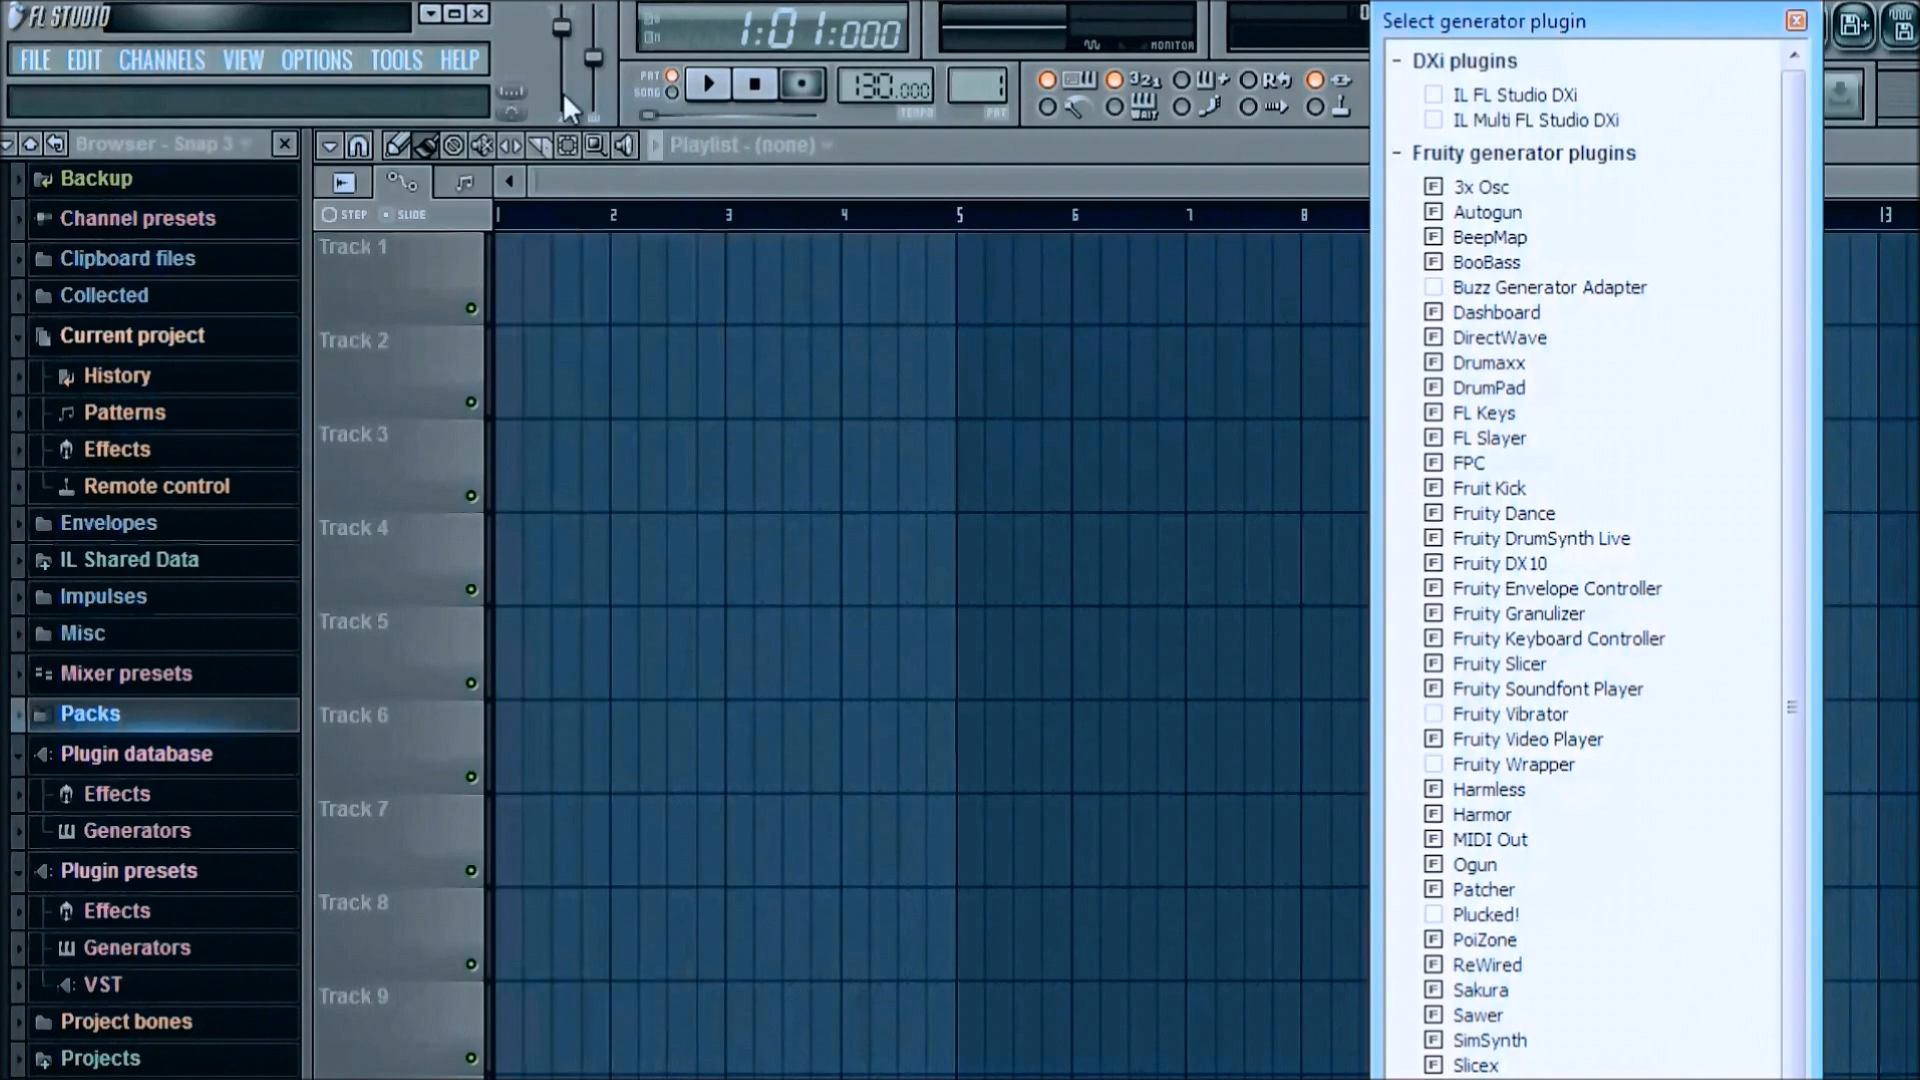 FL STUDIO
FILE EDIT CHANNELS VIEW OPTIONS TOOLS HELP
1:01:000
MONITOR
PAT
SONG
130.000
TEMPO
1
PAT
321
WAIT
Browser - Snap 3
Backup
Channel presets
Clipboard files
Collected
Current project
History
Patterns
Effects
Remote control
Envelopes
IL Shared Data
Impulses
Misc
Mixer presets
Packs
Plugin database
Effects
Generators
Plugin presets
Effects
Generators
VST
Project bones
Projects
Playlist - (none)
STEP SLIDE
1 2 3 4 5 6 7 8 13
Track 1
Track 2
Track 3
Track 4
Track 5
Track 6
Track 7
Track 8
Track 9
Select generator plugin
DXi plugins
IL FL Studio DXi
IL Multi FL Studio DXi
Fruity generator plugins
3x Osc
Autogun
BeepMap
BooBass
Buzz Generator Adapter
Dashboard
DirectWave
Drumaxx
DrumPad
FL Keys
FL Slayer
FPC
Fruit Kick
Fruity Dance
Fruity DrumSynth Live
Fruity DX10
Fruity Envelope Controller
Fruity Granulizer
Fruity Keyboard Controller
Fruity Slicer
Fruity Soundfont Player
Fruity Vibrator
Fruity Video Player
Fruity Wrapper
Harmless
Harmor
MIDI Out
Ogun
Patcher
Plucked!
PoiZone
ReWired
Sakura
Sawer
SimSynth
Slicex